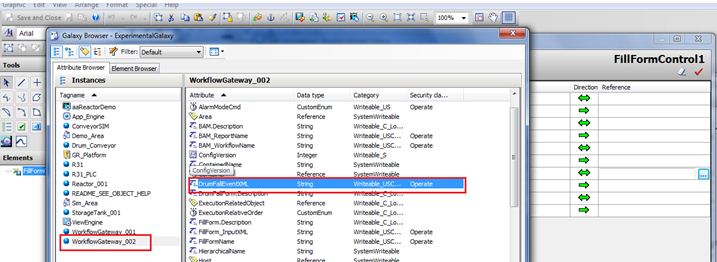 Graphic Edit View Insert Format Arrange Special Help
Save and Close
100%
Arial
Tools
Elements
FillForm
Galaxy Browser - ExperimentalGalaxy
Filter: Default
Attribute Browser Element Browser
Instances
Tagname
aaReactorDemo
App_Engine
ConveyorSIM
Demo_Area
Drum_Conveyor
GR_Platform
R31
R31_PLC
Reactor_001
README_SEE_OBJECT_HELP
Sim_Area
StorageTank_001
ViewEngine
WorkflowGateway_001
WorkflowGateway_002
WorkflowGateway_002
Attribute Data type Category Security cla...
AlarmModeCmd CustomEnum Writeable_US Operate
Area Reference SystemWriteable
BAM.Description String Writeable_C_Lo...
BAM_ReportName String Writeable_USC... Operate
BAM_WorkflowName String Writeable_USC... Operate
ConfigVersion Integer Writeable_S
ContainedName String SystemWriteable
ConfigVersion
Reference SystemWriteable
DrumFallEventXML String Writeable_USC... Operate
DrumFallForm.Description String Writeable_C_Lo...
ExecutionRelatedObject Reference Writeable_C_Lo...
ExecutionRelativeOrder CustomEnum Writeable_C_Lo...
FillForm.Description String Writeable_C_Lo...
FillForm_InputXML String Writeable_USC... Operate
FillFormName String Writeable_USC... Operate
HierarchicalName String SystemWriteable
Host Reference SystemWriteable
FillFormControl1
Direction Reference